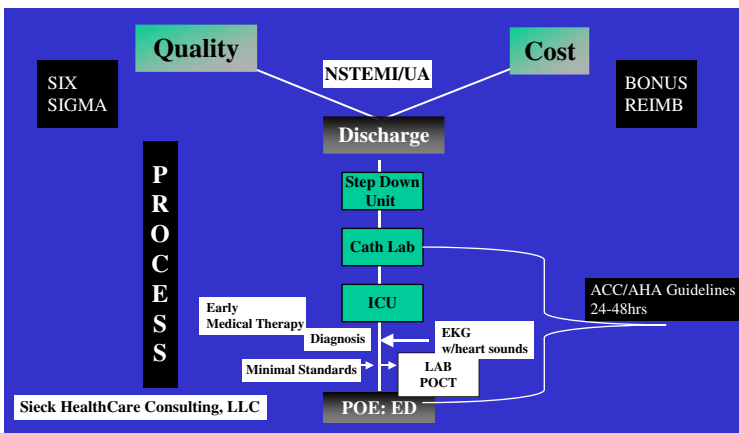 Quality
Cost
NSTEMI/UA
SIX
SIGMA
BONUS
REIMB
Discharge
P
R
O
C
E
S
S
Step Down
Unit
Cath Lab
ICU
ACC/AHA Guidelines
24-48hrs
Early
Medical Therapy
Diagnosis
EKG
w/heart sounds
Minimal Standards
LAB
POCT
POE: ED
Sieck HealthCare Consulting, LLC